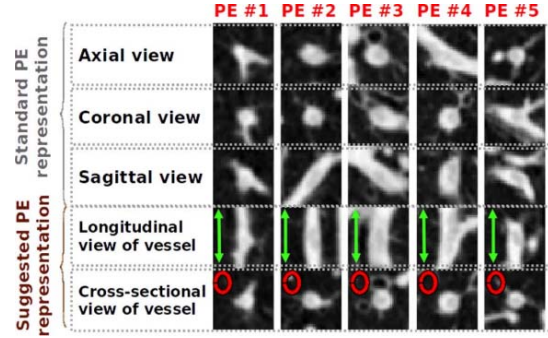 PE #1 PE #2 PE #3 PE #4 PE #5
Standard PE
representation
Axial view
Coronal view
Sagittal view
Suggested PE
representation
Longitudinal
view of vessel
Cross-sectional
view of vessel